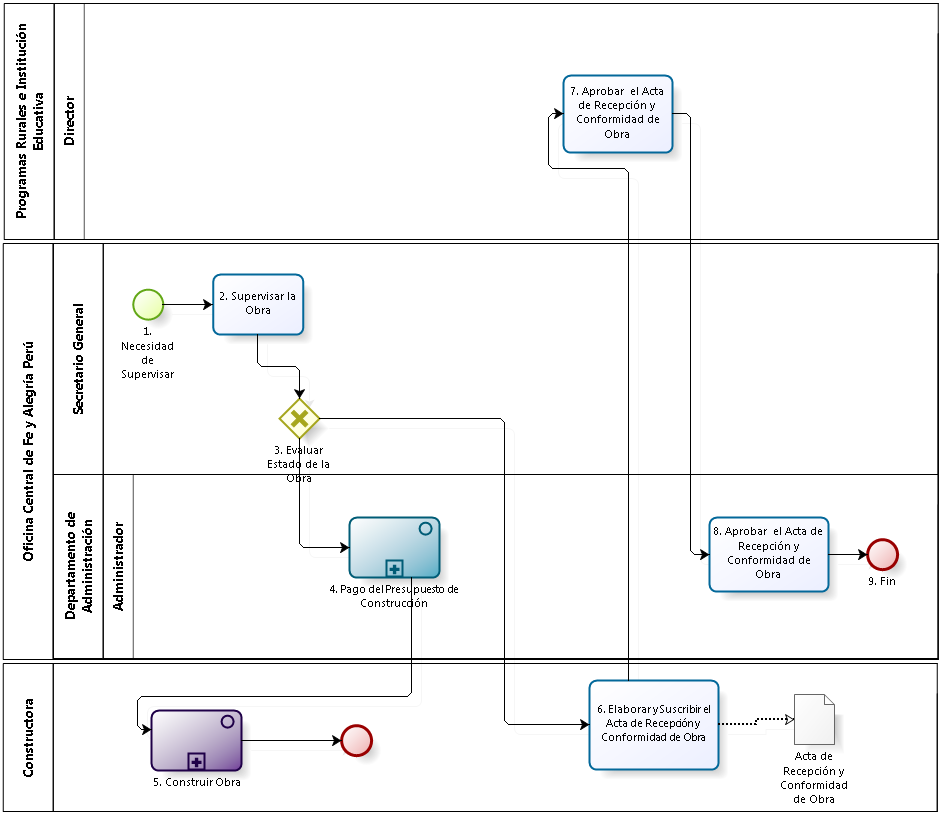 Programas Rurales e Institución
Educativa
Director
7. Aprobar el Acta
de Recepción y
Conformidad de
Obra
Oficina Central de Fe y Alegría Perú
Secretario General
1.
Necesidad
de
Supervisar
2. Supervisar la
Obra
3. Evaluar
Estado de la
Obra
Departamento de
Administración
Administrador
4. Pago del Presupuesto de
Construcción
8. Aprobar el Acta de
Recepción y
Conformidad de
Obra
9. Fin
Constructora
5. Construir Obra
6. Elaborar y Suscribir el
Acta de Recepción y
Conformidad de Obra
Acta de
Recepción y
Conformidad
de Obra